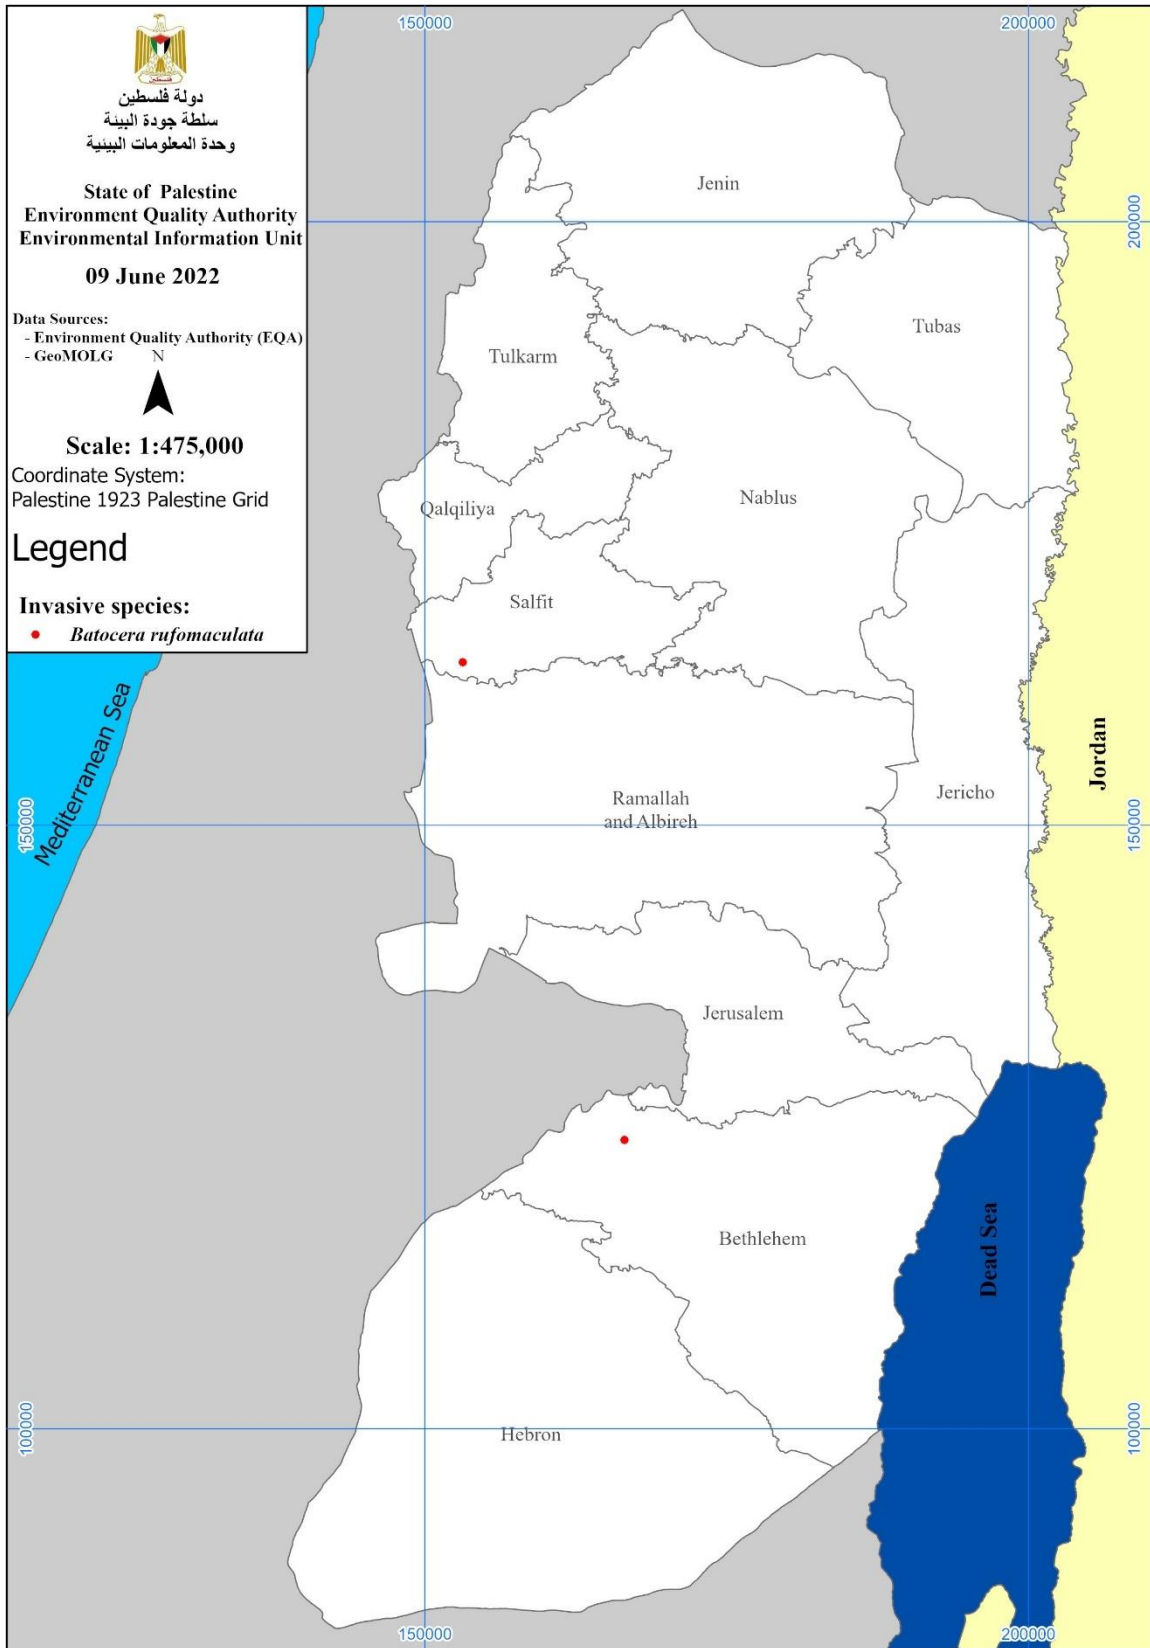 دولة فلسطين
سلطة جودة البيئة
وحدة المعلومات البيئية
State of Palestine
Environment Quality Authority
Environmental Information Unit
09 June 2022
Data Sources:
- Environment Quality Authority (EQA)
- GeoMOLG
N
Scale: 1:475,000
Coordinate System:
Palestine 1923 Palestine Grid
Legend
Invasive species:
Batocera rufomaculata
150000
200000
Jenin
200000
Tubas
Tulkarm
Nablus
Qalqiliya
Salfit
Mediterranean Sea
Jordan
Jericho
Ramallah
and Albireh
150000
150000
Jerusalem
Bethlehem
Dead Sea
Hebron
100000
100000
150000
200000